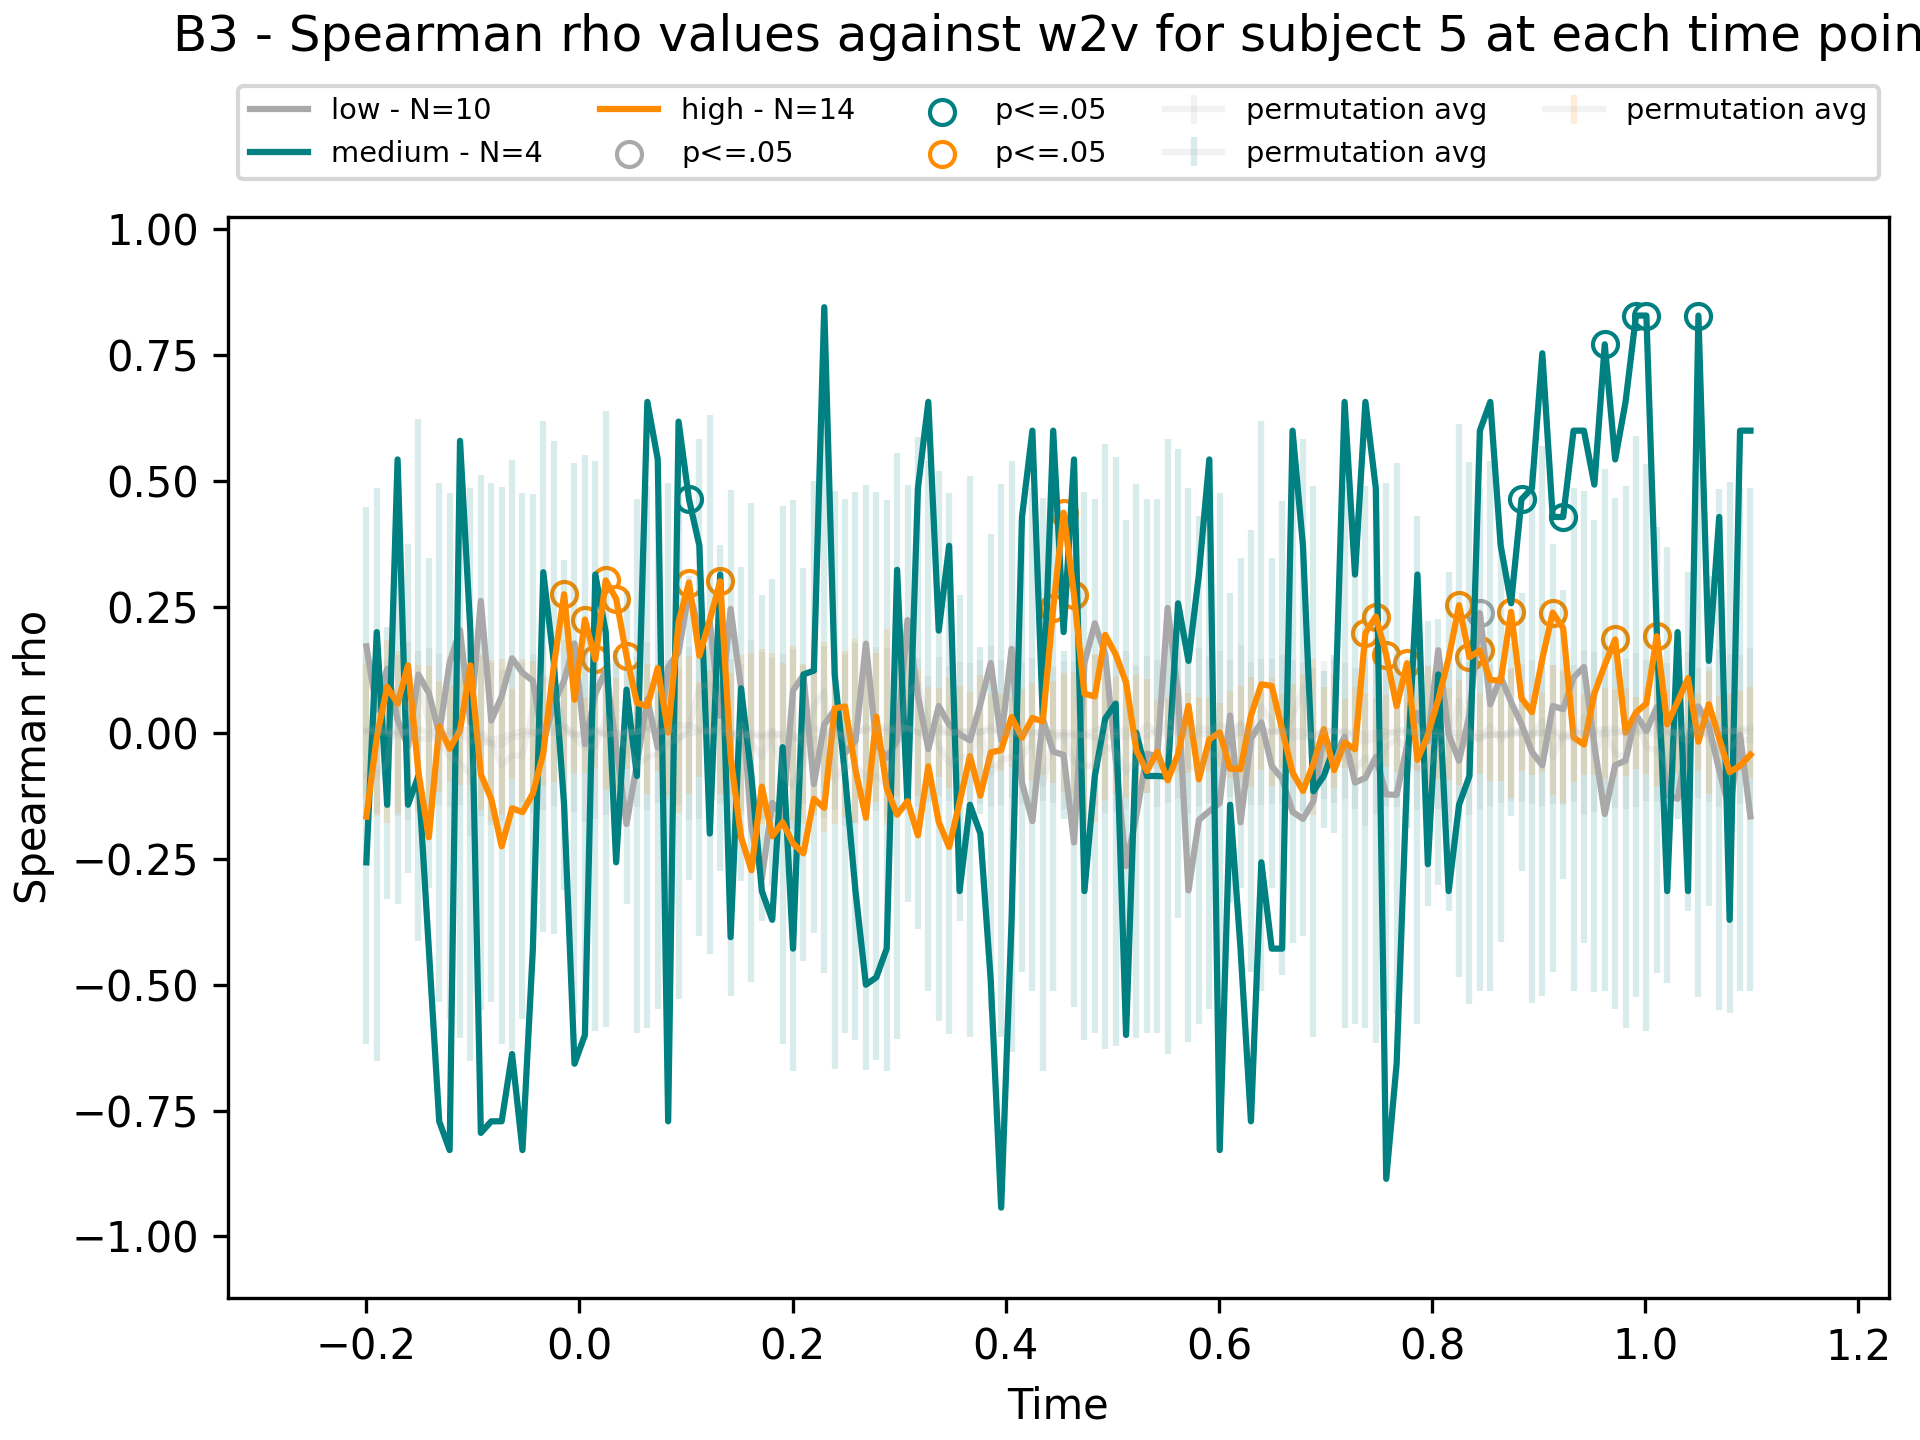 B3 - Spearman rho values against w2v for subject 5 at each time poin
low - N=10 high - N=14 p<=.05 permutation avg permutation avg
medium - N=4 p<=.05 p<=.05 permutation avg
1.00
0.75
0.50
0.25
0.00
−0.25
−0.50
−0.75
−1.00
Spearman rho
−0.2 0.0 0.2 0.4 0.6 0.8 1.0 1.2
Time